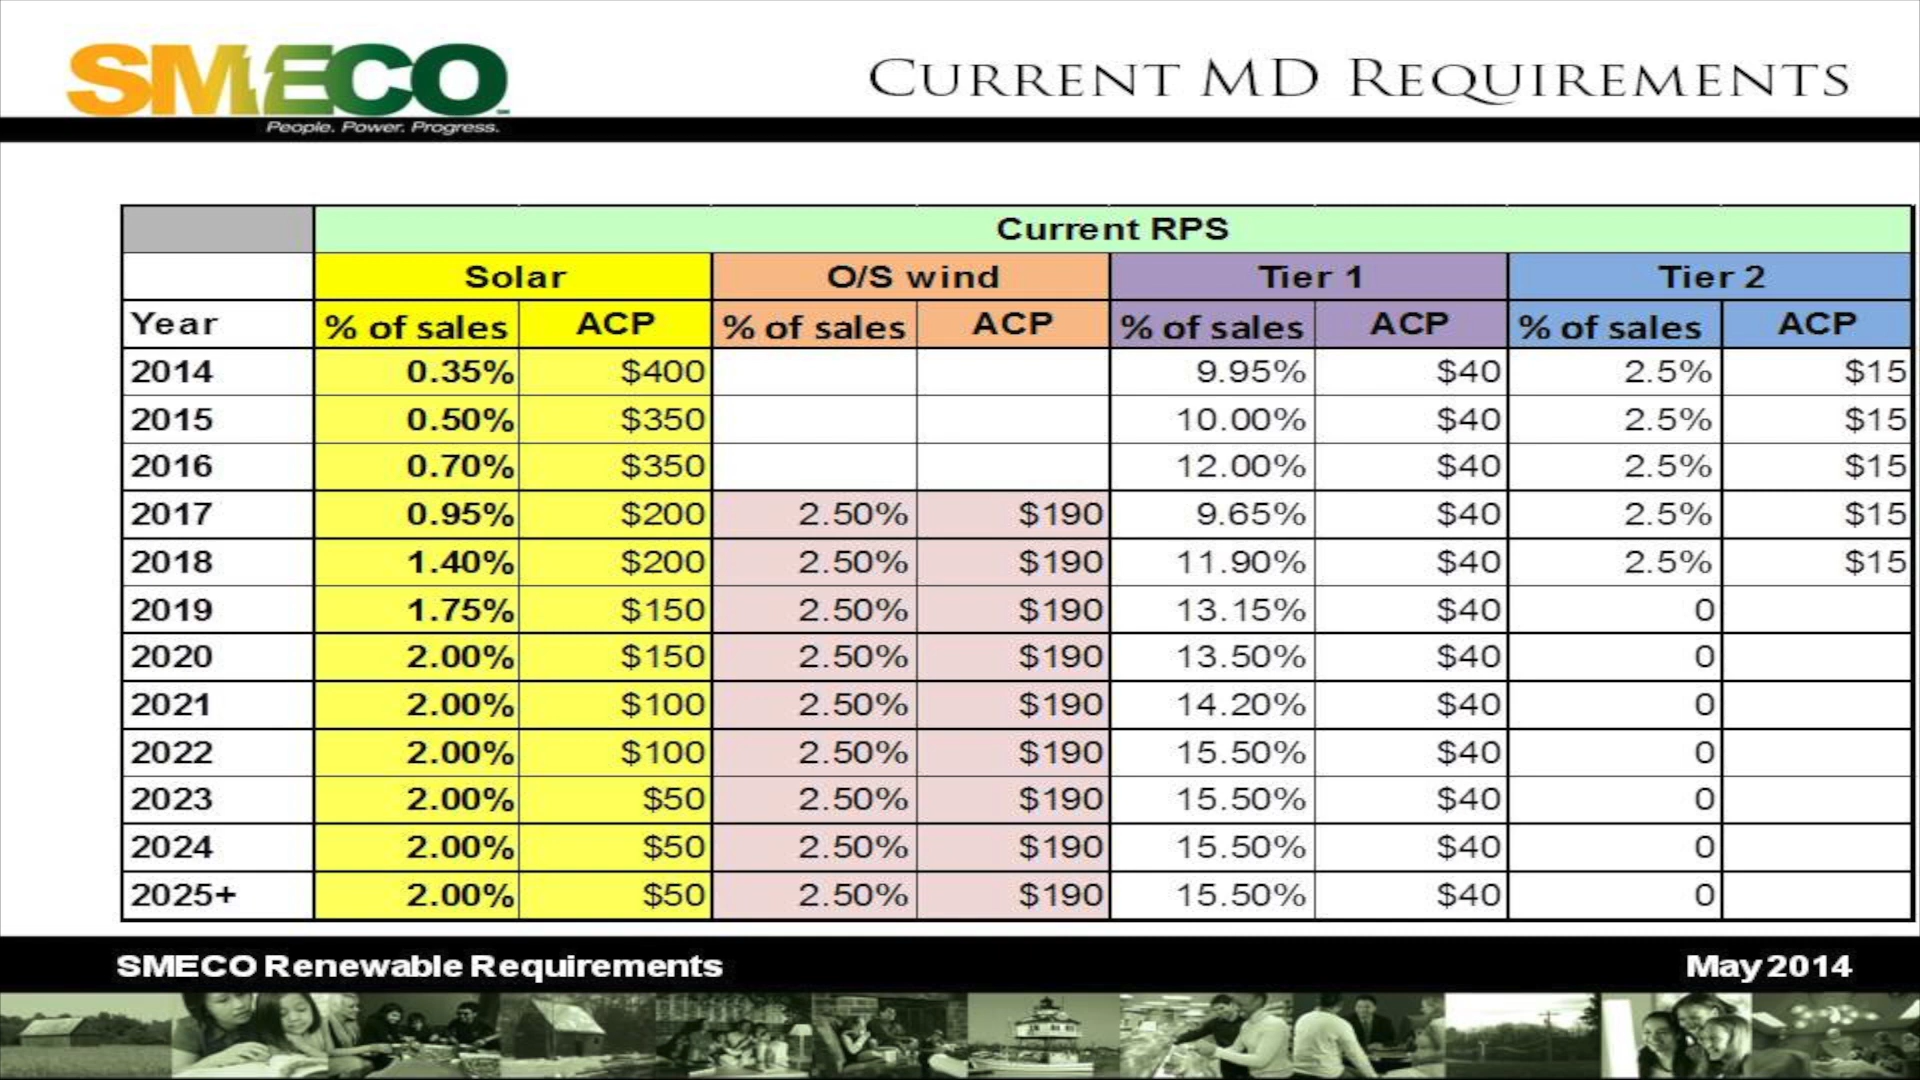 SMECO
People. Power. Progress.
CURRENT MD REQUIREMENTS
Current RPS
Solar O/S wind Tier 1 Tier 2
Year % of sales ACP % of sales ACP % of sales ACP % of sales ACP
2014 0.35% $400 9.95% $40 2.5% $15
2015 0.50% $350 10.00% $40 2.5% $15
2016 0.70% $350 12.00% $40 2.5% $15
2017 0.95% $200 2.50% $190 9.65% $40 2.5% $15
2018 1.40% $200 2.50% $190 11.90% $40 2.5% $15
2019 1.75% $150 2.50% $190 13.15% $40 0
2020 2.00% $150 2.50% $190 13.50% $40 0
2021 2.00% $100 2.50% $190 14.20% $40 0
2022 2.00% $100 2.50% $190 15.50% $40 0
2023 2.00% $50 2.50% $190 15.50% $40 0
2024 2.00% $50 2.50% $190 15.50% $40 0
2025+ 2.00% $50 2.50% $190 15.50% $40 0
SMECO Renewable Requirements May 2014